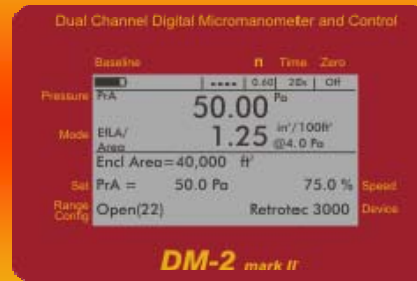 Dual Channel Digital Micromanometer and Control
Baseline n Time Zero
---- 0.60 20x Off
Pressure PrA 50.00 Pa
Mode EfLA/Area 1.25 in²/100ft² @4.0 Pa
Encl Area=40,000 ft²
Set PrA = 50.0 Pa 75.0 % Speed
Range Config Open(22) Retrotec 3000 Device
DM-2 mark II